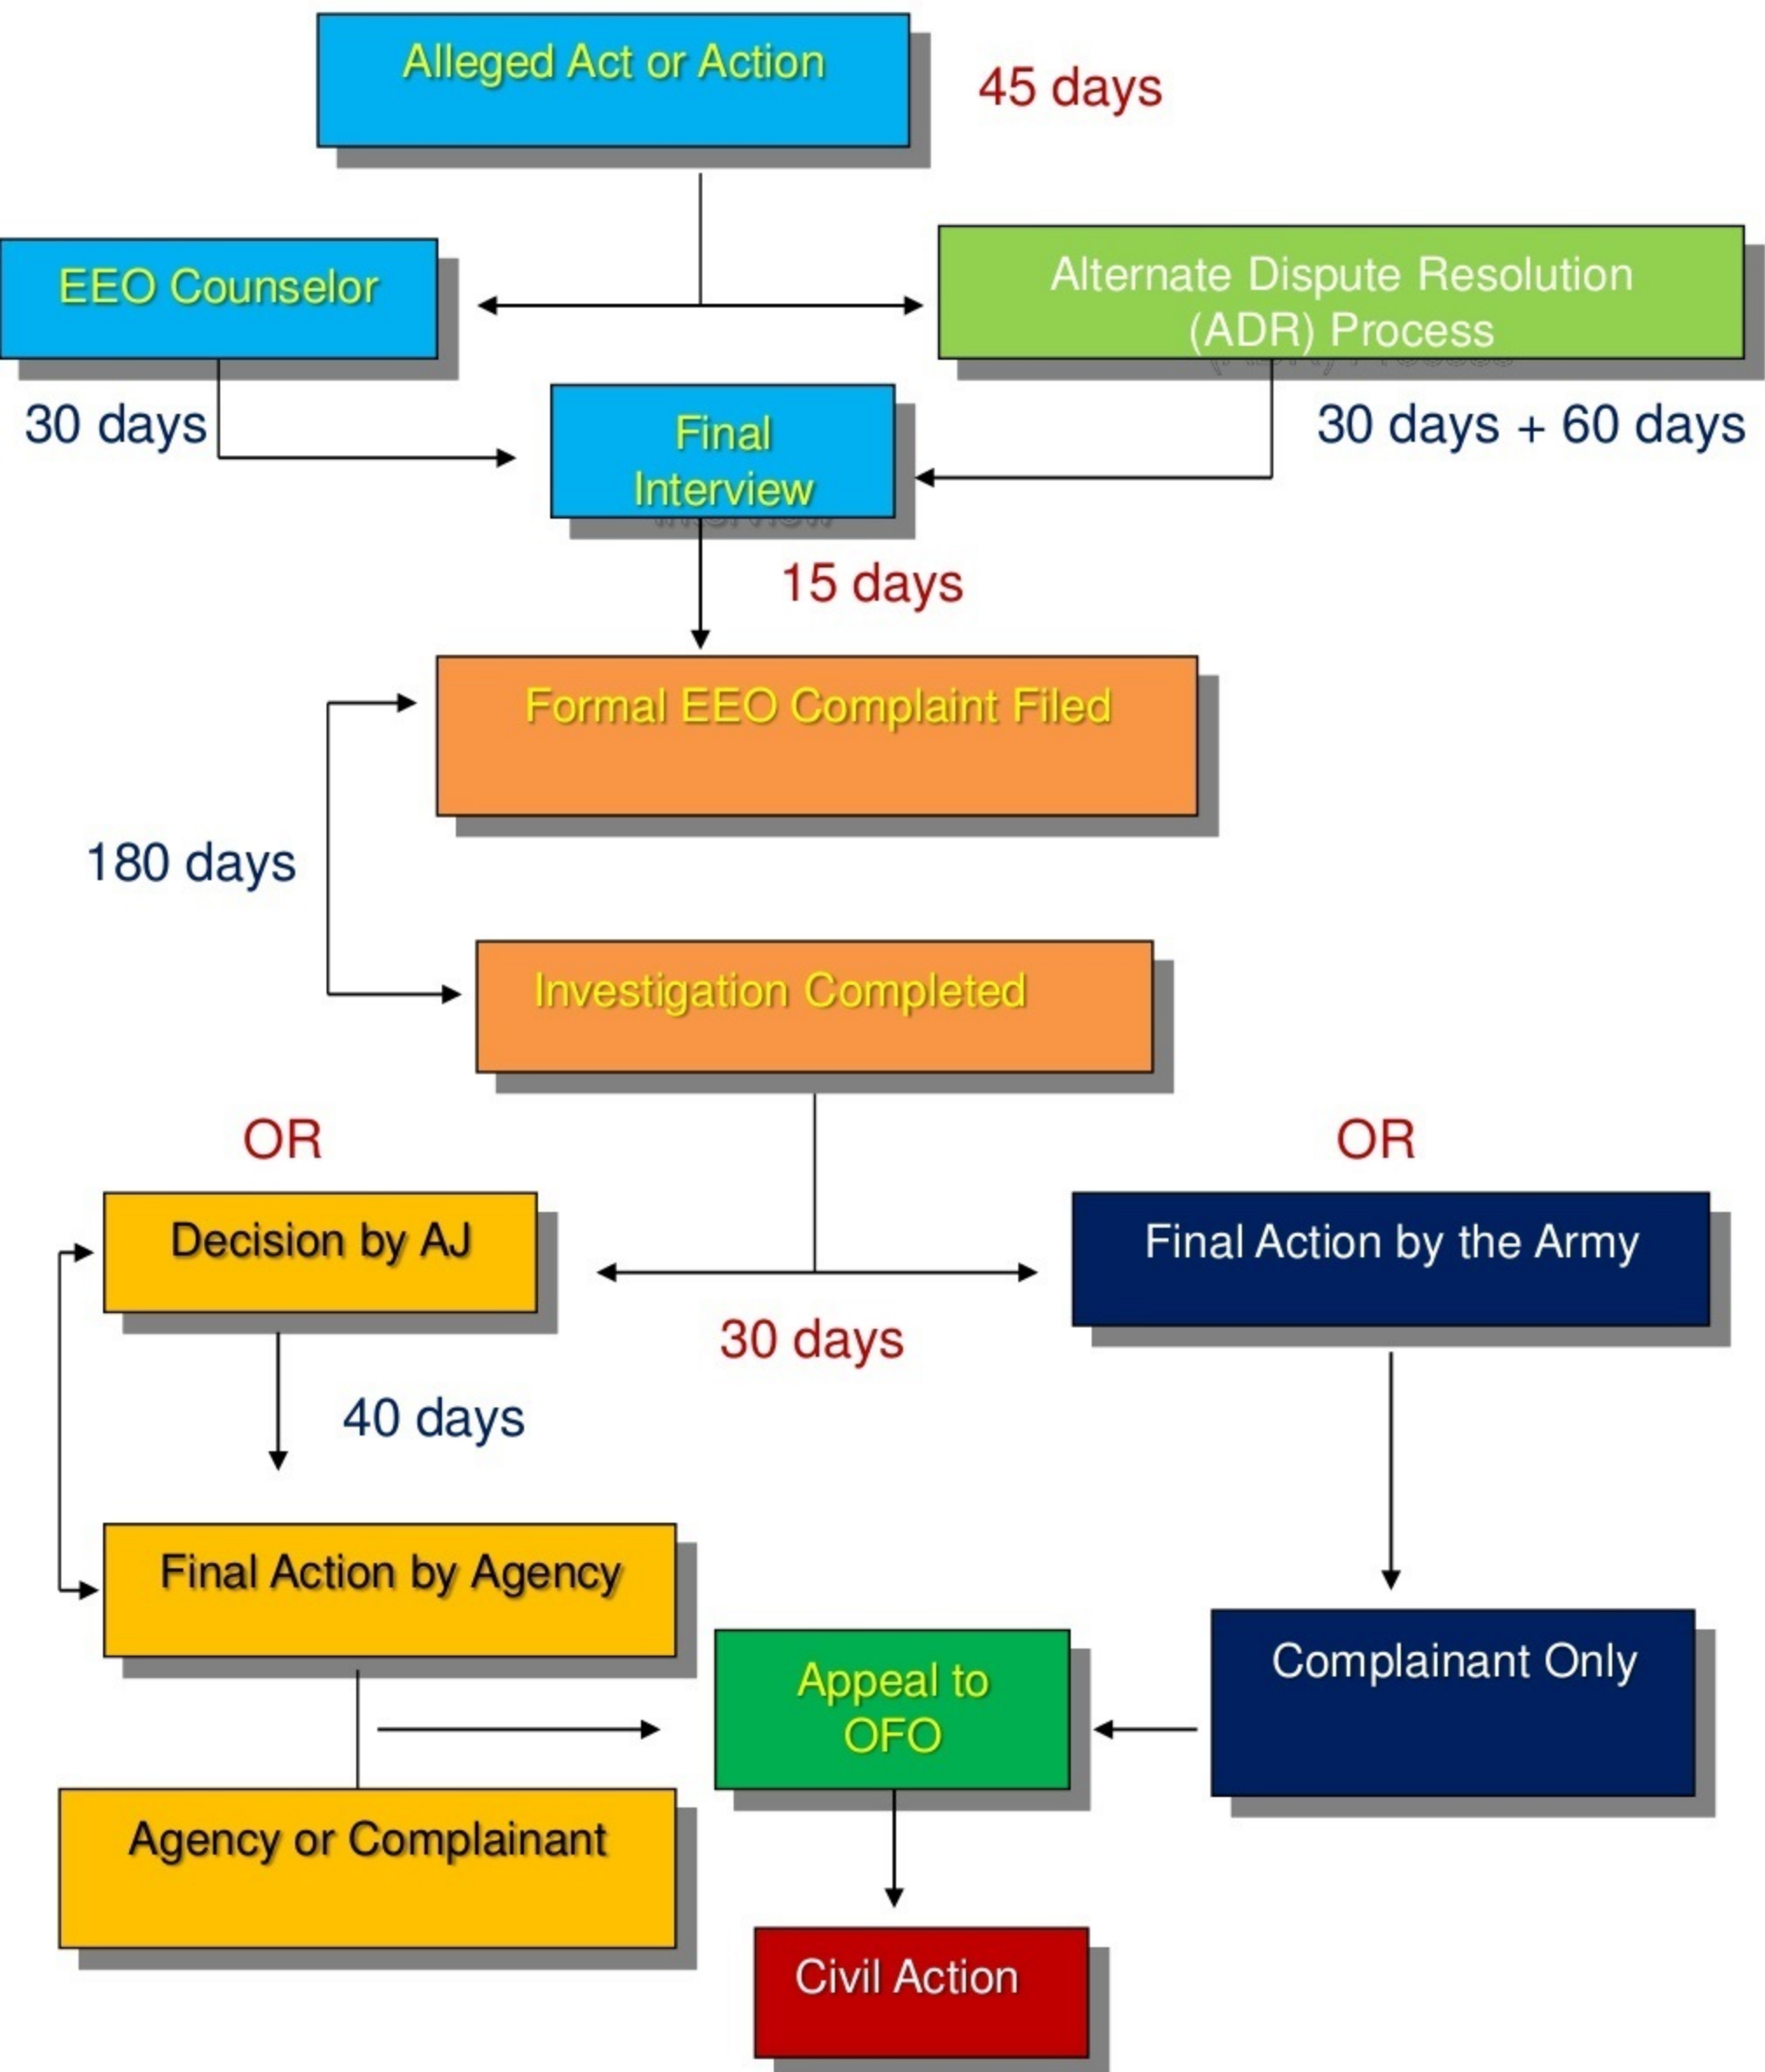 Alleged Act or Action
45 days
EEO Counselor
Alternate Dispute Resolution
(ADR) Process
30 days
Final
Interview
30 days + 60 days
15 days
Formal EEO Complaint Filed
180 days
Investigation Completed
OR
OR
Decision by AJ
Final Action by the Army
30 days
40 days
Final Action by Agency
Appeal to
OFO
Complainant Only
Agency or Complainant
Civil Action